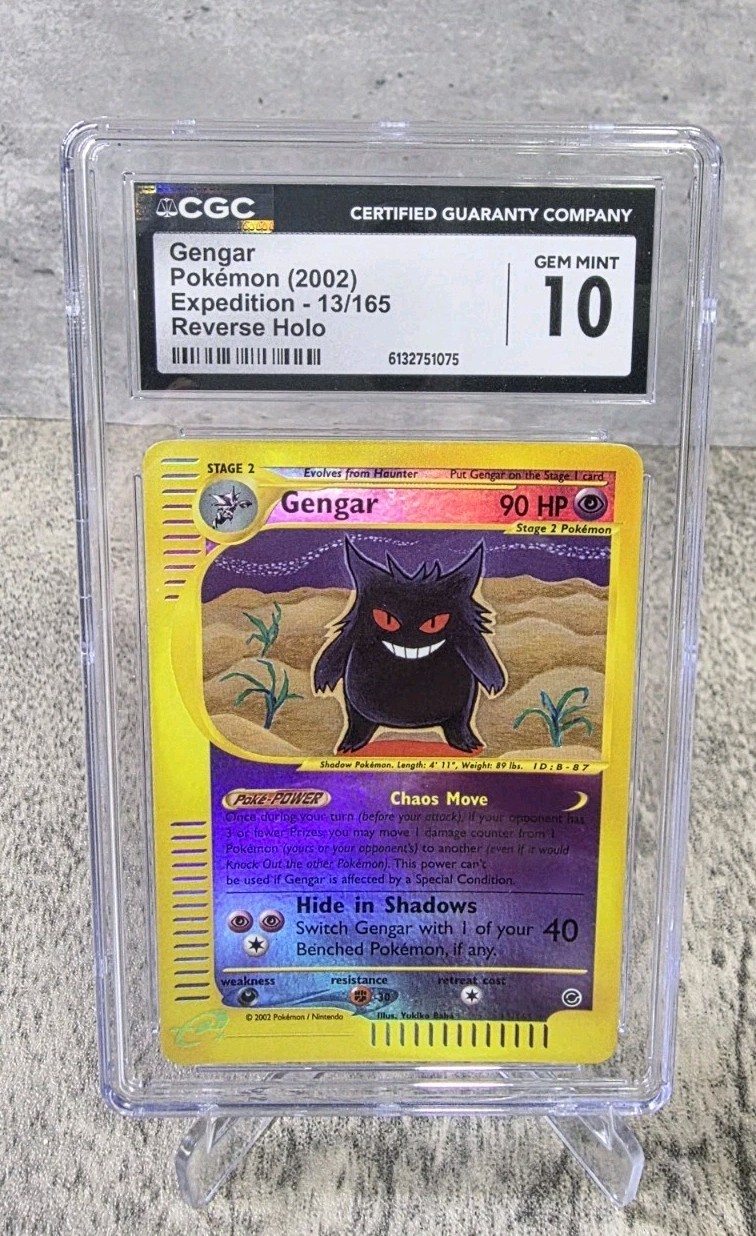 CGC
CERTIFIED GUARANTY COMPANY
Gengar
Pokémon (2002)
Expedition - 13/165
Reverse Holo
GEM MINT
10
6132751075
STAGE 2
Evolves from Haunter
Put Gengar on the Stage 1 card
Gengar
90 HP
Stage 2 Pokémon
Shadow Pokémon. Length: 4' 11", Weight: 89 lbs. ID: B-87
Poké-POWER
Chaos Move
Once during your turn (before your attack), if your opponent has
3 or fewer Prizes, you may move 1 damage counter from 1
Pokémon (yours or your opponent's) to another (even if it would
Knock Out the other Pokémon). This power can't
be used if Gengar is affected by a Special Condition.
Hide in Shadows
Switch Gengar with 1 of your
Benched Pokémon, if any.
40
weakness
resistance
retreat cost
-30
© 2002 Pokémon / Nintendo
Illus. Yukiko Baba